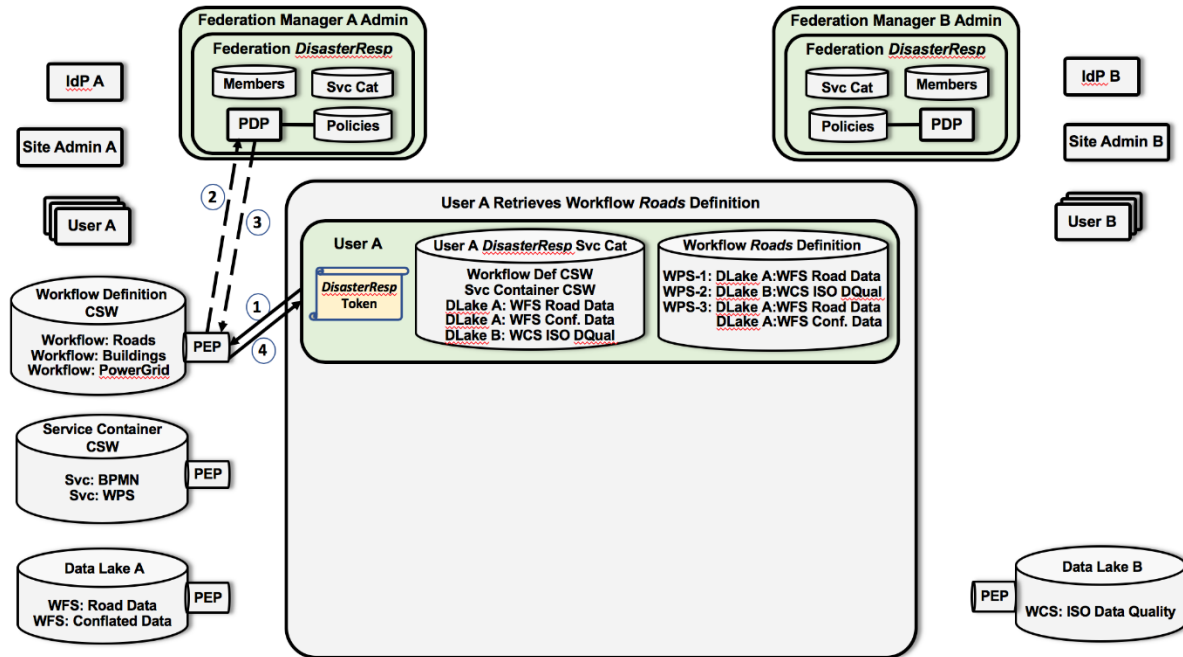 Federation Manager A Admin
Federation DisasterResp
Members
Svc Cat
PDP
Policies
Federation Manager B Admin
Federation DisasterResp
Svc Cat
Members
Policies
PDP
IdP A
Site Admin A
User A
IdP B
Site Admin B
User B
2
3
1
4
User A Retrieves Workflow Roads Definition
User A
DisasterResp
Token
User A DisasterResp Svc Cat
Workflow Def CSW
Svc Container CSW
DLake A: WFS Road Data
DLake A: WFS Conf. Data
DLake B: WCS ISO DQual
Workflow Roads Definition
WPS-1: DLake A:WFS Road Data
WPS-2: DLake B:WCS ISO DQual
WPS-3: DLake A:WFS Road Data
DLake A:WFS Conf. Data
Workflow Definition
CSW
Workflow: Roads
Workflow: Buildings
Workflow: PowerGrid
PEP
Service Container
CSW
Svc: BPMN
Svc: WPS
PEP
Data Lake A
WFS: Road Data
WFS: Conflated Data
PEP
Data Lake B
WCS: ISO Data Quality
PEP